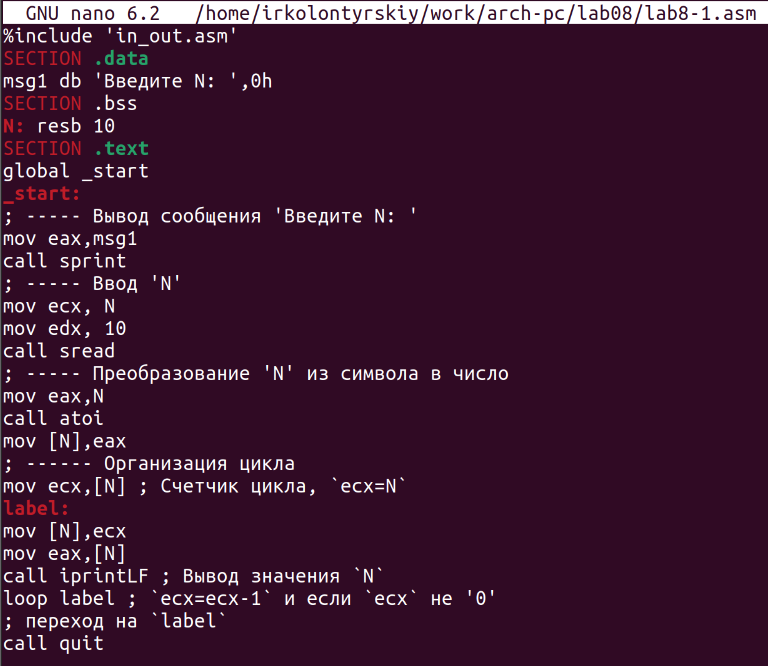 GNU nano 6.2 /home/irkolontyrskiy/work/arch-pc/lab08/lab8-1.asm
%include 'in_out.asm'
SECTION .data
msg1 db 'Введите N: ',0h
SECTION .bss
N: resb 10
SECTION .text
global _start
_start:
; ----- Вывод сообщения 'Введите N: '
mov eax,msg1
call sprint
; ----- Ввод 'N'
mov ecx, N
mov edx, 10
call sread
; ----- Преобразование 'N' из символа в число
mov eax,N
call atoi
mov [N],eax
; ------ Организация цикла
mov ecx,[N] ; Счетчик цикла, `ecx=N`
label:
mov [N],ecx
mov eax,[N]
call iprintLF ; Вывод значения `N`
loop label ; `ecx=ecx-1` и если `ecx` не '0'
; переход на `label`
call quit